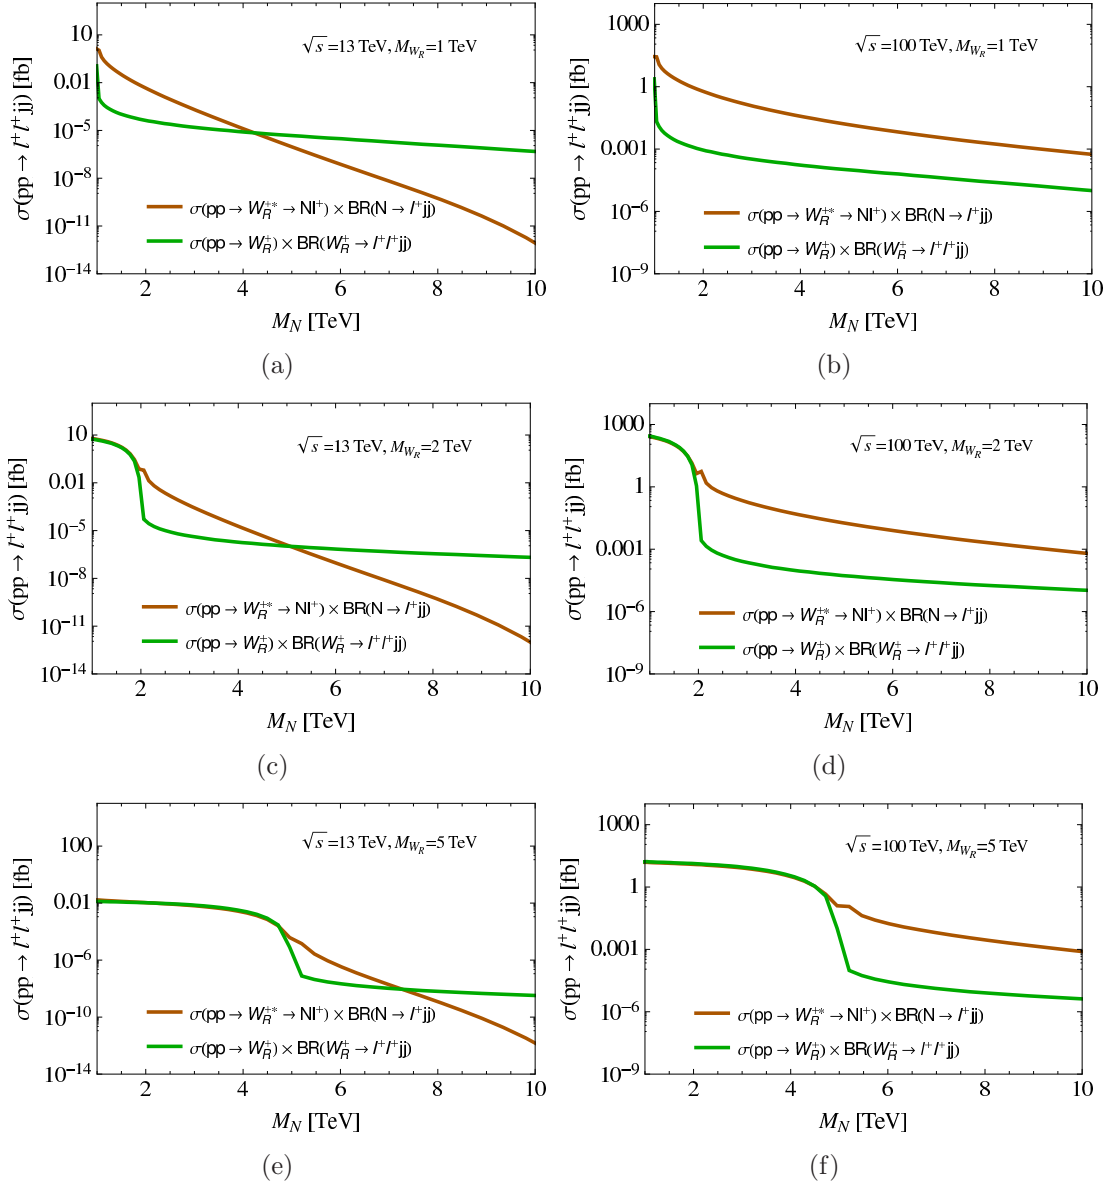 √s =13 TeV, M_{W_R}=1 TeV
σ(pp → l⁺l⁺jj) [fb]
10
0.01
10⁻⁵
10⁻⁸
10⁻¹¹
10⁻¹⁴
σ(pp → W_R⁺* → Nl⁺) × BR(N → l⁺jj)
σ(pp → W_R⁺) × BR(W_R⁺ → l⁺l⁺jj)
2 4 6 8 10
M_N [TeV]
(a)
√s =100 TeV, M_{W_R}=1 TeV
σ(pp → l⁺l⁺jj) [fb]
1000
1
0.001
10⁻⁶
10⁻⁹
σ(pp → W_R⁺* → Nl⁺) × BR(N → l⁺jj)
σ(pp → W_R⁺) × BR(W_R⁺ → l⁺l⁺jj)
2 4 6 8 10
M_N [TeV]
(b)
√s =13 TeV, M_{W_R}=2 TeV
σ(pp → l⁺l⁺jj) [fb]
10
0.01
10⁻⁵
10⁻⁸
10⁻¹¹
10⁻¹⁴
σ(pp → W_R⁺* → Nl⁺) × BR(N → l⁺jj)
σ(pp → W_R⁺) × BR(W_R⁺ → l⁺l⁺jj)
2 4 6 8 10
M_N [TeV]
(c)
√s =100 TeV, M_{W_R}=2 TeV
σ(pp → l⁺l⁺jj) [fb]
1000
1
0.001
10⁻⁶
10⁻⁹
σ(pp → W_R⁺* → Nl⁺) × BR(N → l⁺jj)
σ(pp → W_R⁺) × BR(W_R⁺ → l⁺l⁺jj)
2 4 6 8 10
M_N [TeV]
(d)
√s =13 TeV, M_{W_R}=5 TeV
σ(pp → l⁺l⁺jj) [fb]
100
0.01
10⁻⁶
10⁻¹⁰
10⁻¹⁴
σ(pp → W_R⁺* → Nl⁺) × BR(N → l⁺jj)
σ(pp → W_R⁺) × BR(W_R⁺ → l⁺l⁺jj)
2 4 6 8 10
M_N [TeV]
(e)
√s =100 TeV, M_{W_R}=5 TeV
σ(pp → l⁺l⁺jj) [fb]
1000
1
0.001
10⁻⁶
10⁻⁹
σ(pp → W_R⁺* → Nl⁺) × BR(N → l⁺jj)
σ(pp → W_R⁺) × BR(W_R⁺ → l⁺l⁺jj)
2 4 6 8 10
M_N [TeV]
(f)